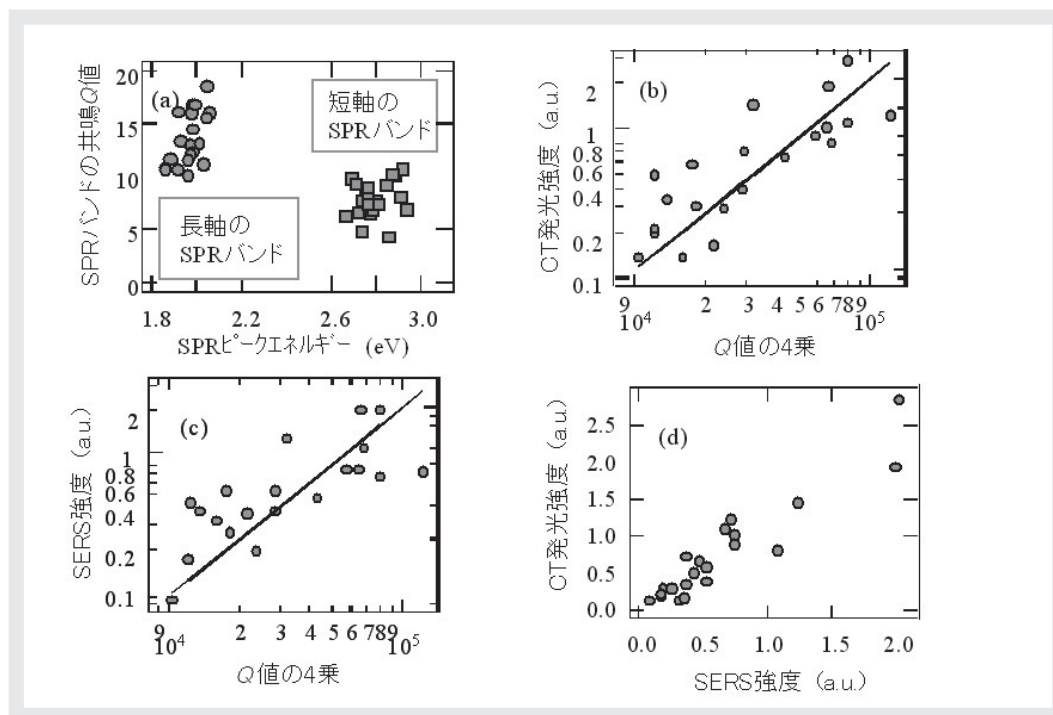 SPRバンドの共鳴Q値
20
15
10
5
0
(a)
短軸の
SPRバンド
長軸の
SPRバンド
1.8 2.2 2.6 3.0
SPRピークエネルギー (eV)
CT発光強度 (a.u.)
2
1
0.8
0.6
0.4
0.2
0.1
(b)
9 10⁴ 2 3 4 5 6 7 8 9 10⁵
Q値の4乗
SERS強度 (a.u.)
2
1
0.8
0.6
0.4
0.2
0.1
(c)
9 10⁴ 2 3 4 5 6 7 8 9 10⁵
Q値の4乗
CT発光強度 (a.u.)
2.5
2.0
1.5
1.0
0.5
0.0
(d)
0.0 0.5 1.0 1.5 2.0
SERS強度 (a.u.)